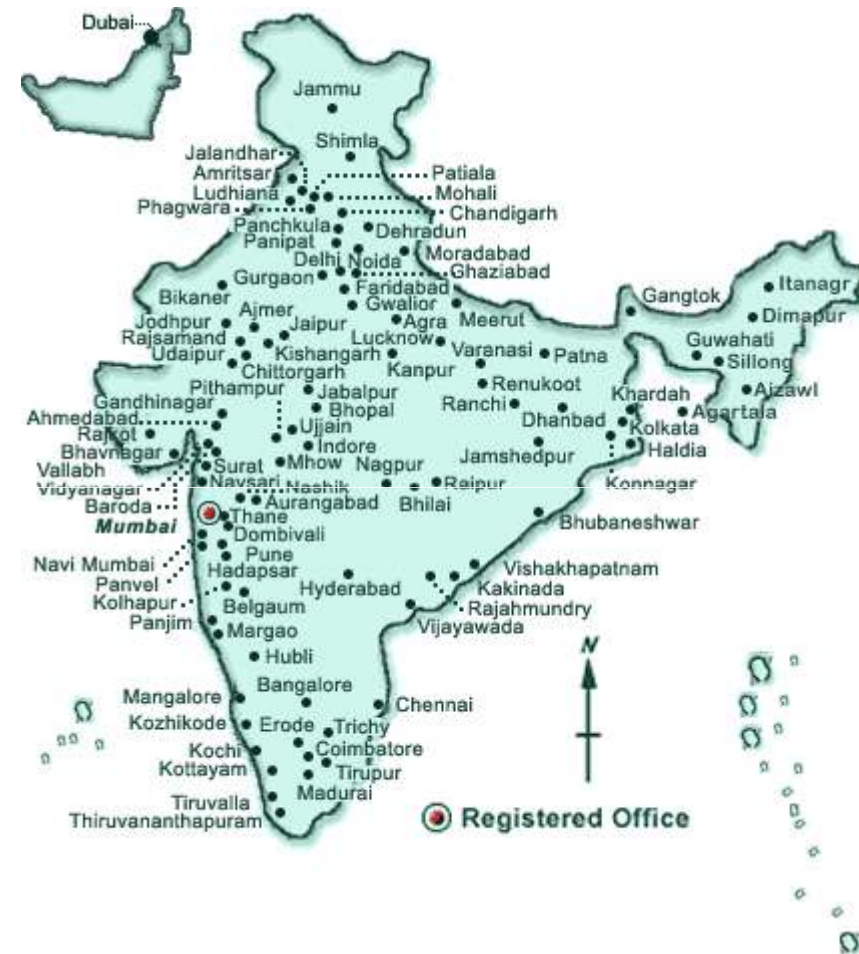 Dubai
Jammu
Shimla
Jalandhar
Amritsar
Patiala
Ludhiana
Mohali
Phagwara
Chandigarh
Panchkula
Dehradun
Panipat
Moradabad
Delhi
Noida
Ghaziabad
Gurgaon
Faridabad
Itanagr
Bikaner
Gwalior
Gangtok
Ajmer
Dimapur
Jodhpur
Jaipur
Agra
Meerut
Rajsamand
Lucknow
Guwahati
Udaipur
Kishangarh
Varanasi
Patna
Sillong
Chittorgarh
Kanpur
Pithampur
Jabalpur
Renukoot
Khardah
Aizawl
Gandhinagar
Bhopal
Ranchi
Dhanbad
Agartala
Ahmedabad
Ujjain
Kolkata
Rajkot
Indore
Haldia
Bhavnagar
Surat
Mhow
Nagpur
Jamshedpur
Vallabh
Vidyanagar
Navsari
Nashik
Raipur
Konnagar
Baroda
Aurangabad
Bhilai
Mumbai
Thane
Bhubaneshwar
Dombivali
Navi Mumbai
Pune
Vishakhapatnam
Panvel
Hadapsar
Hyderabad
Kakinada
Kolhapur
Belgaum
Rajahmundry
Panjim
Margao
Vijayawada
N
Hubli
Bangalore
Mangalore
Chennai
Kozhikode
Erode
Trichy
Kochi
Coimbatore
Kottayam
Tirupur
Madurai
Tiruvalla
Thiruvananthapuram
Registered Office